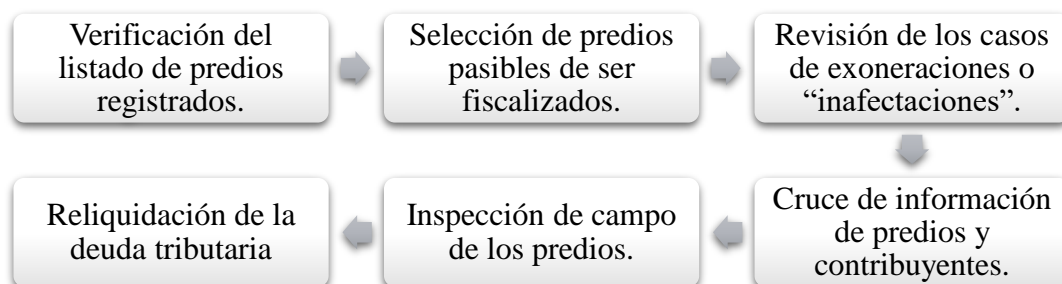 Verificación del
listado de predios
registrados.
Selección de predios
pasibles de ser
fiscalizados.
Revisión de los casos
de exoneraciones o
“inafectaciones”.
Cruce de información
de predios y
contribuyentes.
Inspección de campo
de los predios.
Reliquidación de la
deuda tributaria